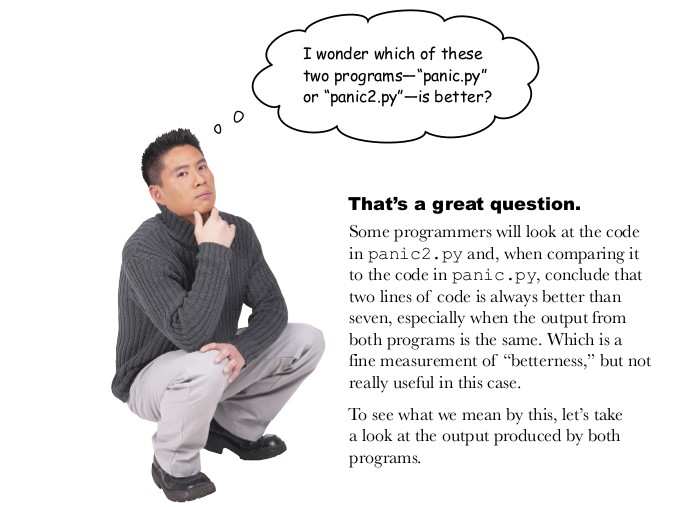 I wonder which of these
two programs—“panic.py”
or “panic2.py”—is better?
That’s a great question.
Some programmers will look at the code
in panic2.py and, when comparing it
to the code in panic.py, conclude that
two lines of code is always better than
seven, especially when the output from
both programs is the same. Which is a
fine measurement of “betterness,” but not
really useful in this case.
To see what we mean by this, let’s take
a look at the output produced by both
programs.